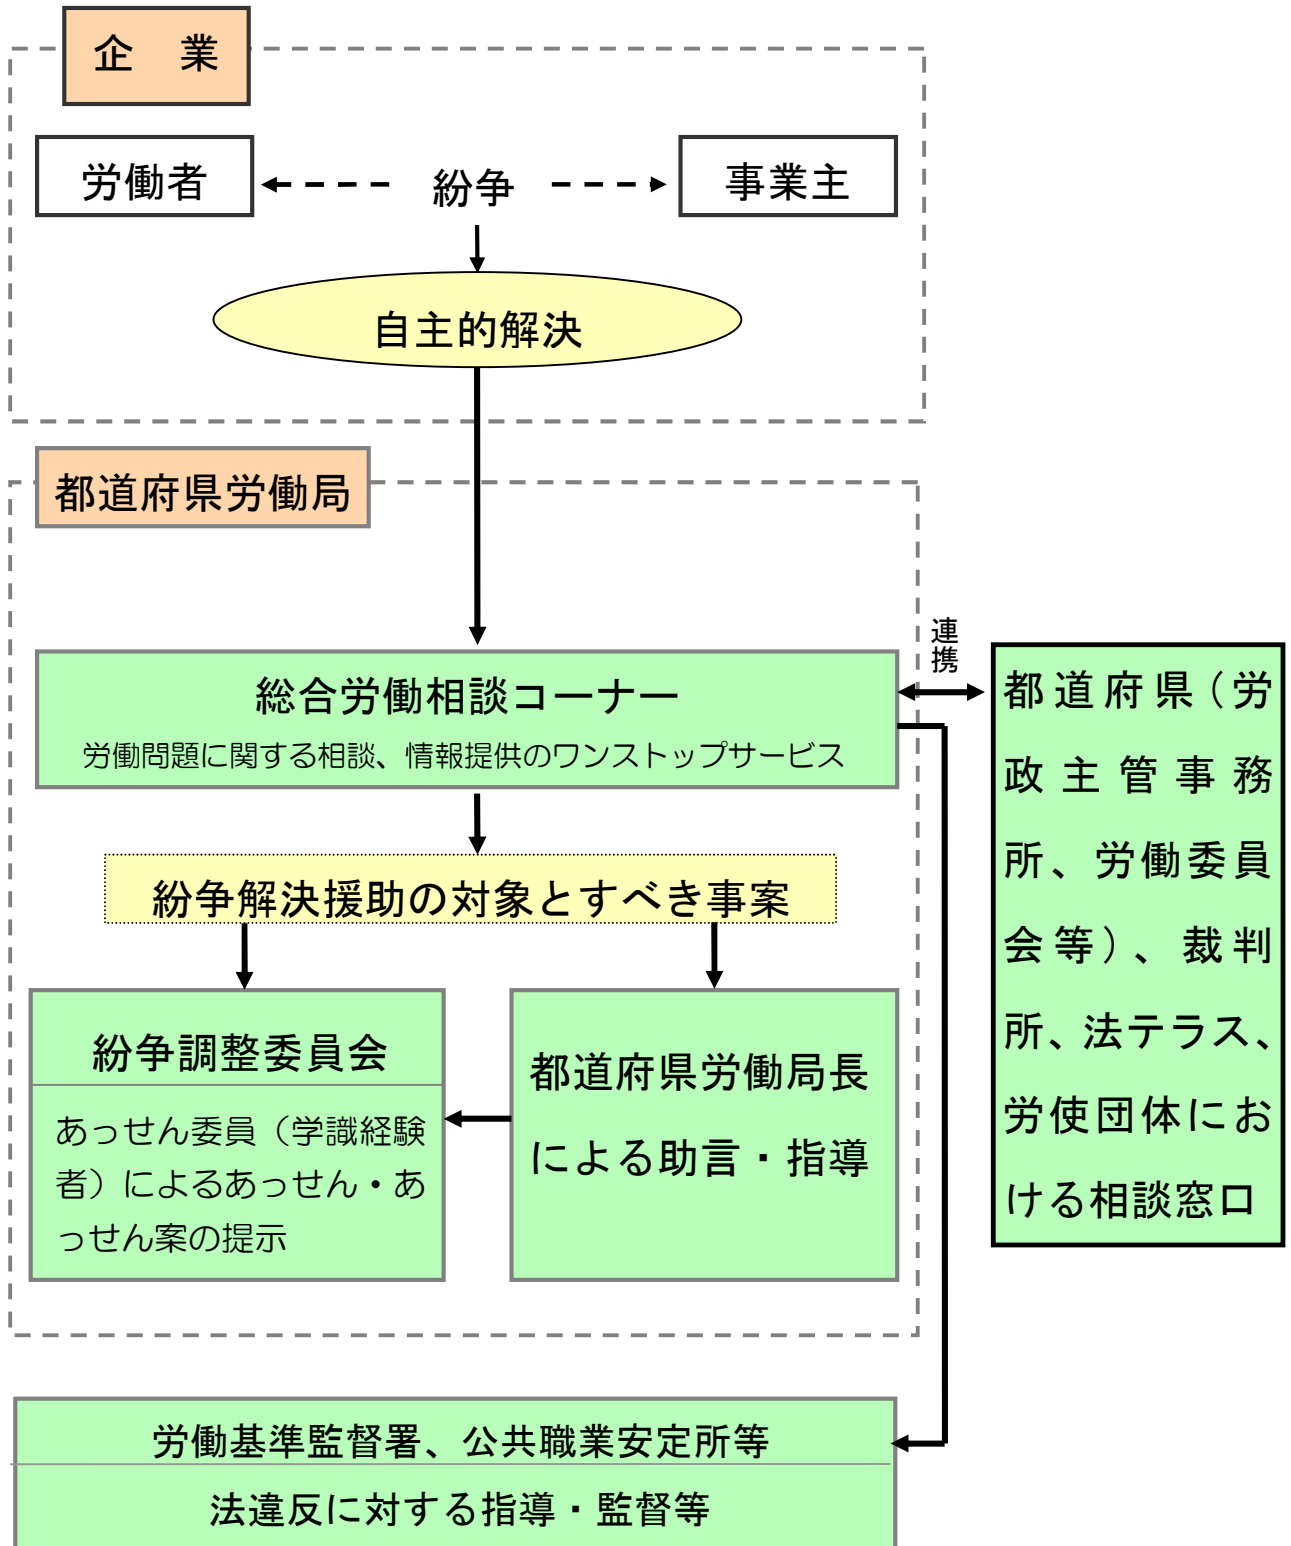 企　業
労働者
紛争
事業主
自主的解決
都道府県労働局
連携
総合労働相談コーナー
労働問題に関する相談、情報提供のワンストップサービス
都道府県（労
政主管事務
所、労働委員
会等）、裁判
所、法テラス、
労使団体にお
ける相談窓口
紛争解決援助の対象とすべき事案
紛争調整委員会
あっせん委員（学識経験
者）によるあっせん・あ
っせん案の提示
都道府県労働局長
による助言・指導
労働基準監督署、公共職業安定所等
法違反に対する指導・監督等